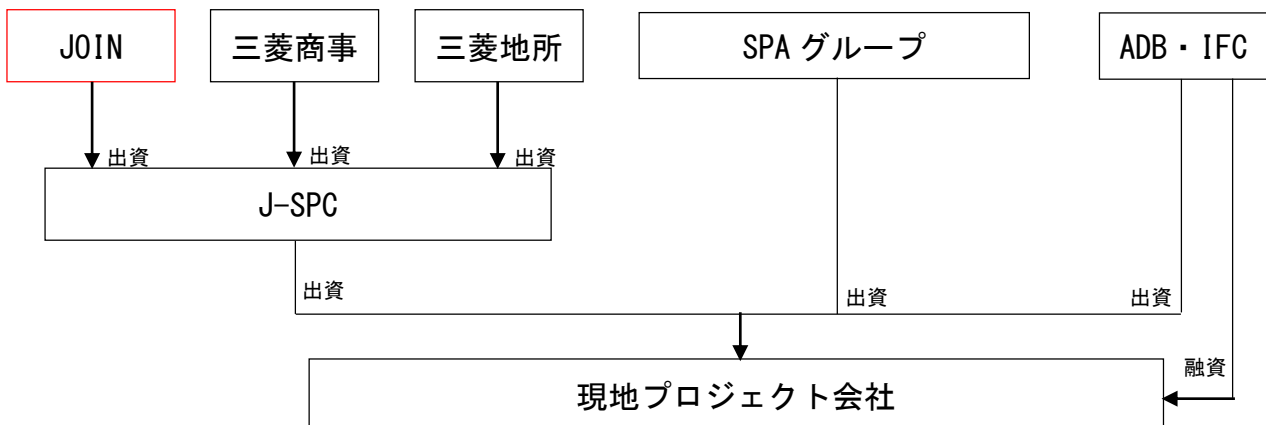 JOIN
三菱商事
三菱地所
SPA グループ
ADB・IFC
出資
出資
出資
J-SPC
出資
出資
出資
融資
現地プロジェクト会社